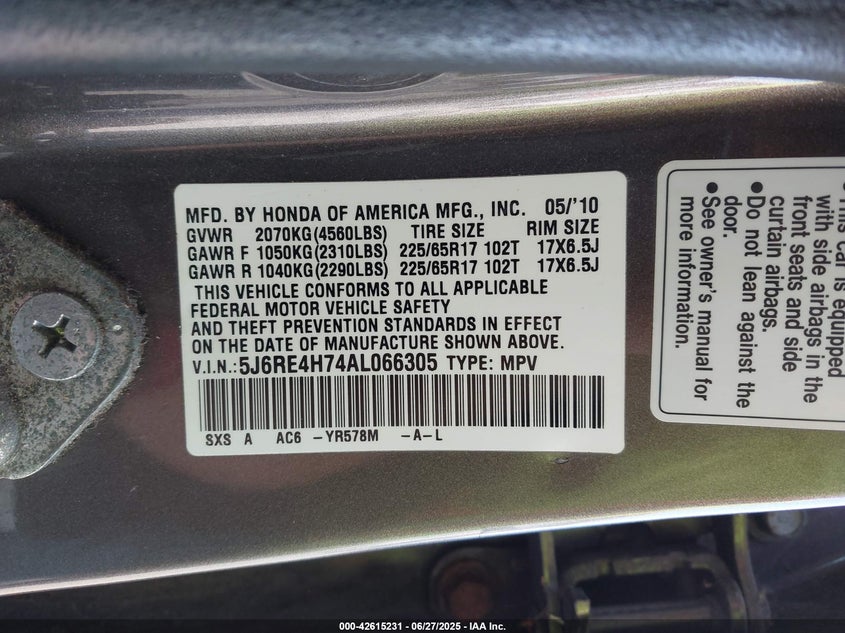 MFD. BY HONDA OF AMERICA MFG., INC. 05/'10
GVWR 2070KG(4560LBS) TIRE SIZE RIM SIZE
GAWR F 1050KG(2310LBS) 225/65R17 102T 17X6.5J
GAWR R 1040KG(2290LBS) 225/65R17 102T 17X6.5J
THIS VEHICLE CONFORMS TO ALL APPLICABLE
FEDERAL MOTOR VEHICLE SAFETY
AND THEFT PREVENTION STANDARDS IN EFFECT
ON THE DATE OF MANUFACTURE SHOWN ABOVE.
V.I.N.:5J6RE4H74AL066305 TYPE: MPV
SXS A AC6 -YR578M -A-L
• This car is equipped
with side airbags in the
front seats and side
curtain airbags.
• Do not lean against the
door.
• See owner's manual for
more information.
000-42615231 - 06/27/2025 - IAA Inc.